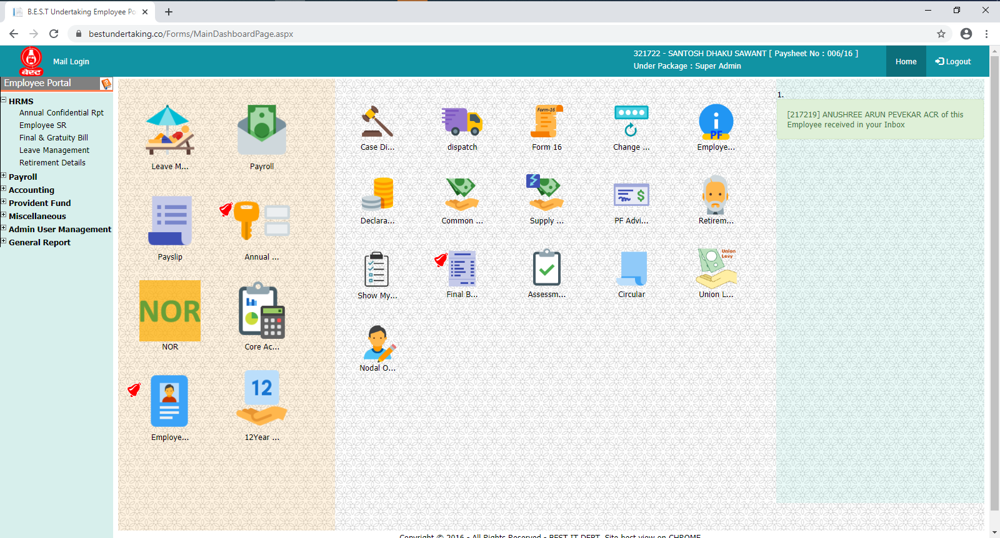 B.E.S.T Undertaking Employee Po
bestundertaking.co/Forms/MainDashboardPage.aspx
बेस्ट
Mail Login
321722 - SANTOSH DHAKU SAWANT [ Paysheet No : 006/16 ]
Under Package : Super Admin
Home
Logout
Employee Portal
HRMS
Annual Confidential Rpt
Employee SR
Final & Gratuity Bill
Leave Management
Retirement Details
Payroll
Accounting
Provident Fund
Miscellaneous
Admin User Management
General Report
Leave M...
Payroll
Payslip
Annual ...
NOR
NOR
Core Ac...
Employe...
12
12Year ...
Case Di...
dispatch
Form-16
Form 16
Change ...
PF
Employe...
Declara...
Common ...
Supply ...
PF Advi...
Retirem...
Show My...
Final B...
Assessm...
Circular
Union
Levy
Union L...
Nodal O...
1.
[217219] ANUSHREE ARUN PEVEKAR ACR of this
Employee received in your Inbox
Copyright © 2016 - All Rights Reserved - BEST IT DEPT. Site best view on CHROME